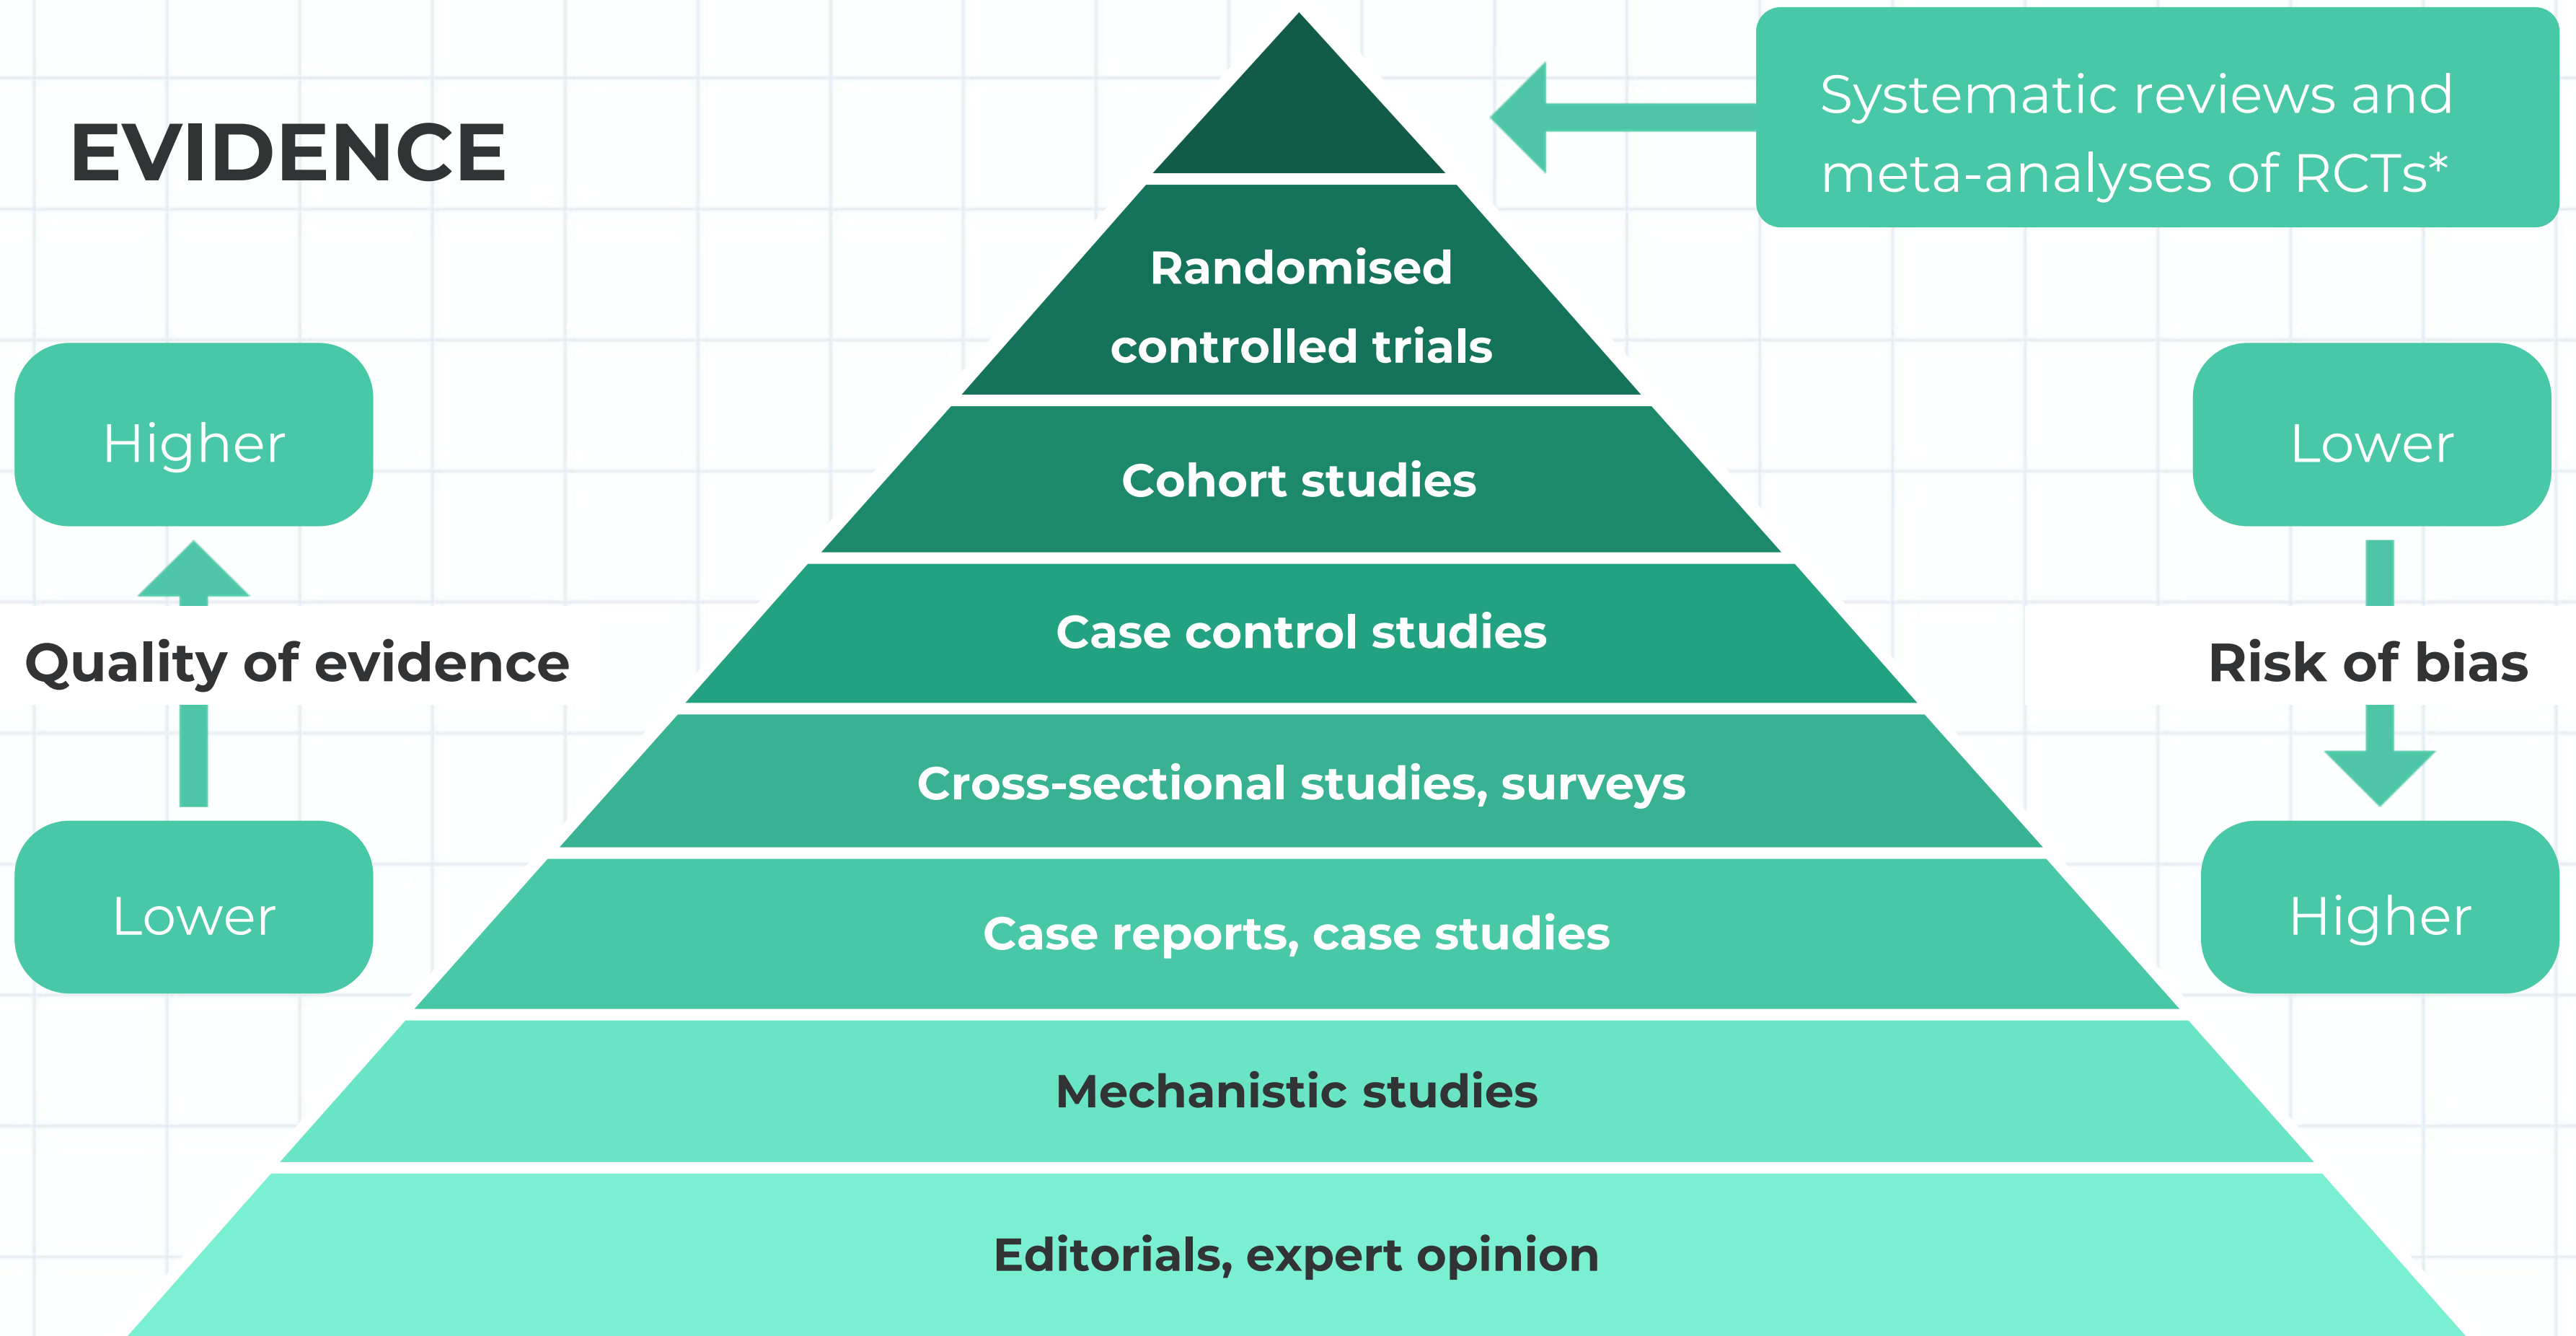 EVIDENCE
Systematic reviews and
meta-analyses of RCTs*
Randomised
controlled trials
Higher
Lower
Cohort studies
Case control studies
Quality of evidence
Risk of bias
Cross-sectional studies, surveys
Lower
Higher
Case reports, case studies
Mechanistic studies
Editorials, expert opinion